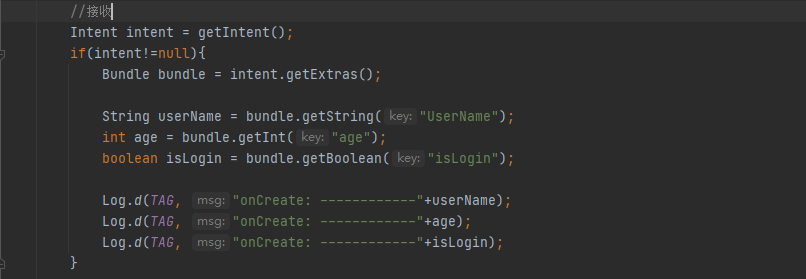 //接收
Intent intent = getIntent();
if(intent!=null){
Bundle bundle = intent.getExtras();
String userName = bundle.getString( key: "UserName");
int age = bundle.getInt( key: "age");
boolean isLogin = bundle.getBoolean( key: "isLogin");
Log.d(TAG, msg: "onCreate: ------------"+userName);
Log.d(TAG, msg: "onCreate: ------------"+age);
Log.d(TAG, msg: "onCreate: ------------"+isLogin);
}